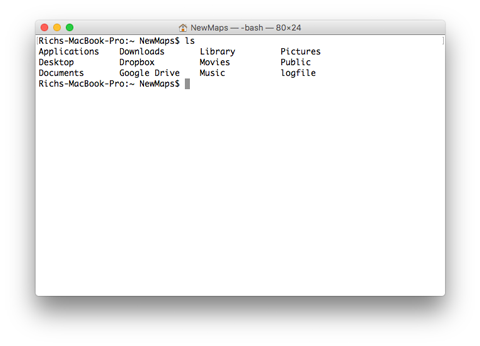 NewMaps — -bash — 80×24
Richs-MacBook-Pro:~ NewMaps$ ls
Applications Downloads Library Pictures
Desktop Dropbox Movies Public
Documents Google Drive Music logfile
Richs-MacBook-Pro:~ NewMaps$